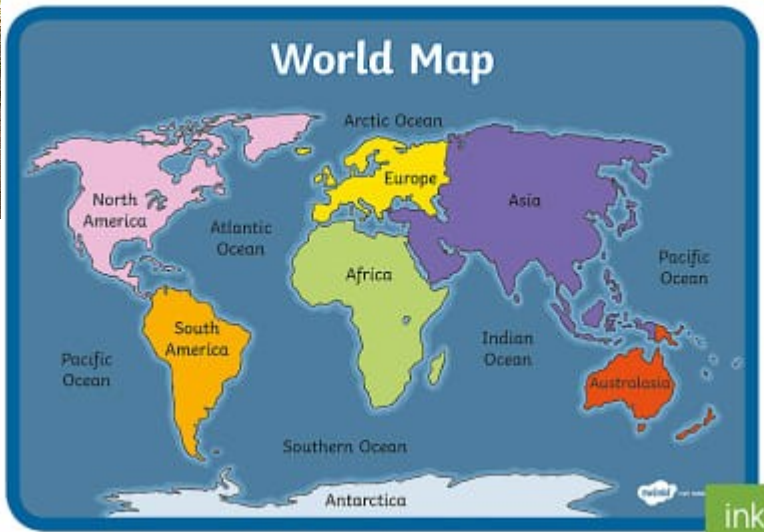 World Map
Arctic Ocean
Europe
North
America
Asia
Atlantic
Ocean
Pacific
Ocean
Africa
South
America
Indian
Ocean
Pacific
Ocean
Australasia
Southern Ocean
Antarctica
twinkl
ink